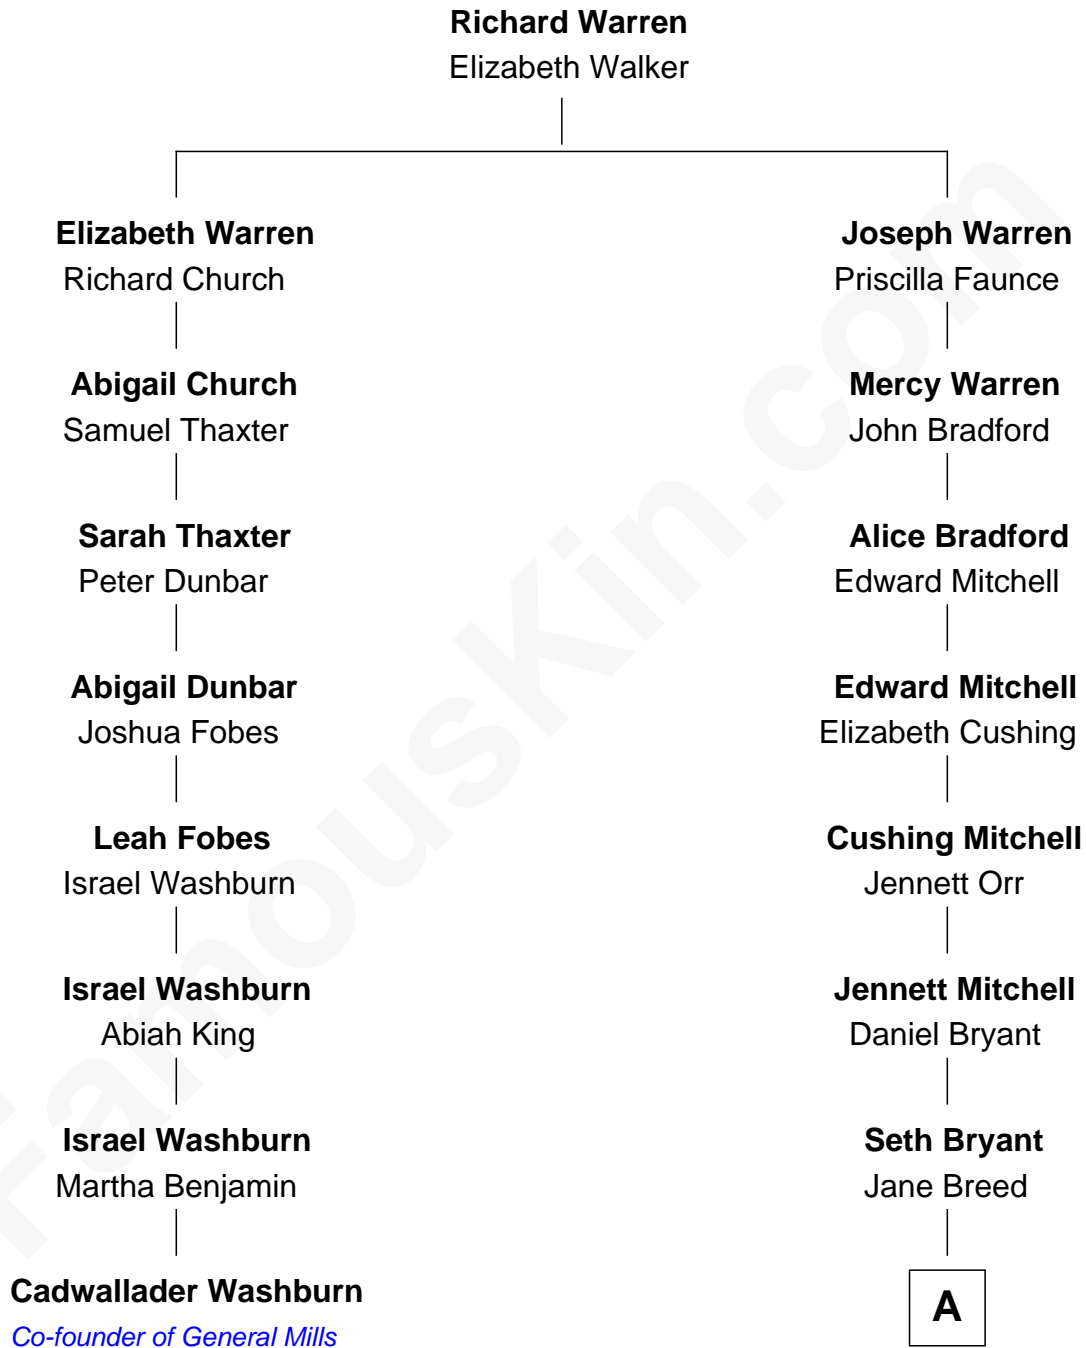 Richard Warren
Elizabeth Walker
Elizabeth Warren
Richard Church
Joseph Warren
Priscilla Faunce
Abigail Church
Samuel Thaxter
Mercy Warren
John Bradford
Sarah Thaxter
Peter Dunbar
Alice Bradford
Edward Mitchell
Abigail Dunbar
Joshua Fobes
Edward Mitchell
Elizabeth Cushing
Leah Fobes
Israel Washburn
Cushing Mitchell
Jennett Orr
Israel Washburn
Abiah King
Jennett Mitchell
Daniel Bryant
Israel Washburn
Martha Benjamin
Seth Bryant
Jane Breed
Cadwallader Washburn
Co-founder of General Mills
A
FamousKin.com